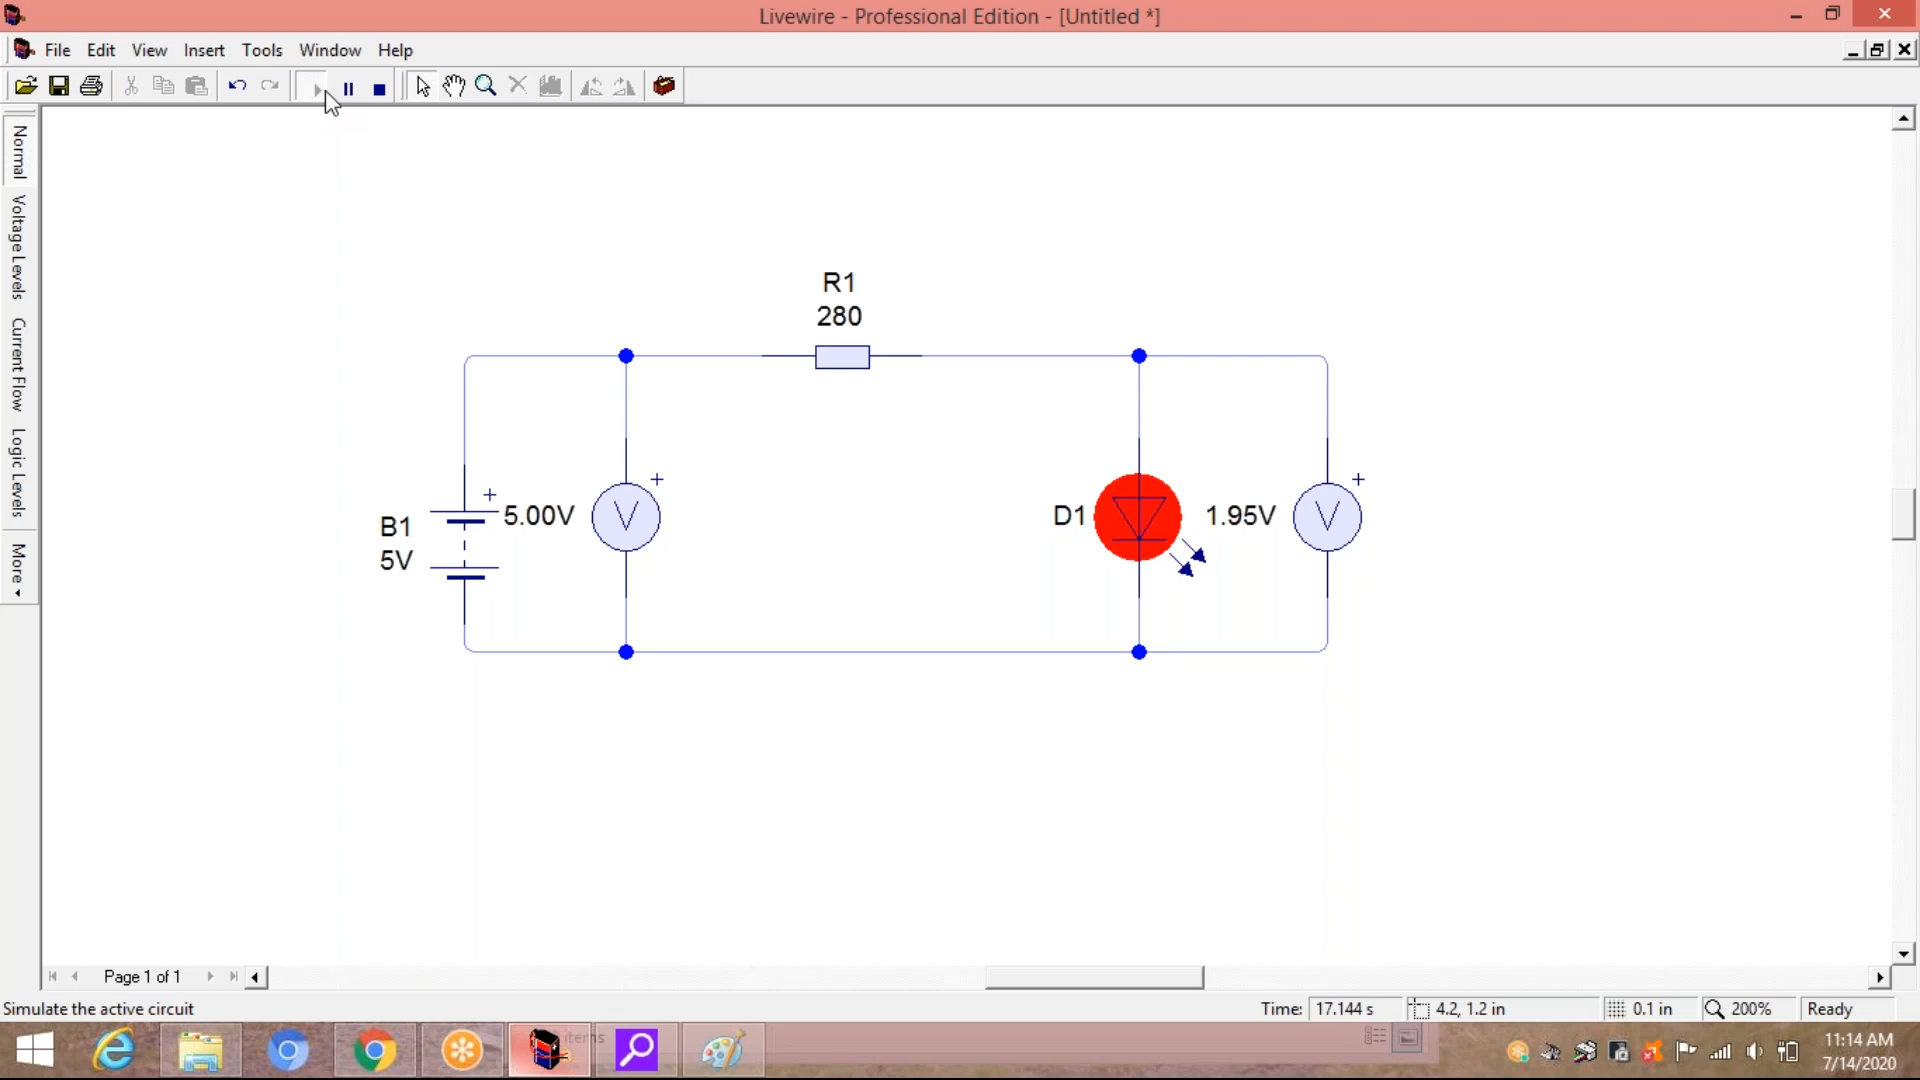 Livewire - Professional Edition - [Untitled *]
File Edit View Insert Tools Window Help
Normal
Voltage Levels
Current Flow
Logic Levels
More
R1
280
B1
5V
+
5.00V
V
+
D1
1.95V
V
+
Page 1 of 1
Simulate the active circuit
Time: 17.144 s
4.2, 1.2 in
0.1 in
200%
Ready
items
11:14 AM
7/14/2020